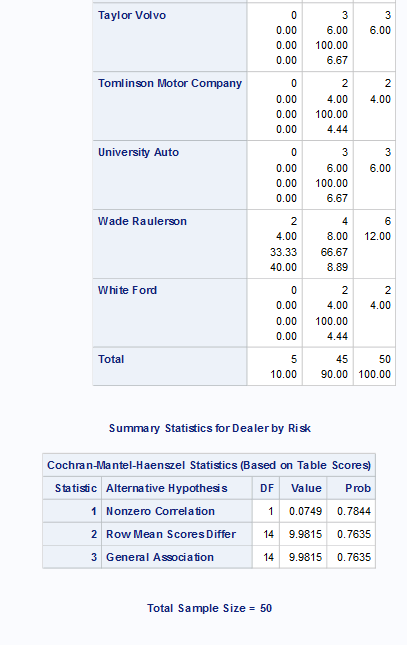 Taylor Volvo 0 3 3
0.00 6.00 6.00
0.00 100.00
0.00 6.67
Tomlinson Motor Company 0 2 2
0.00 4.00 4.00
0.00 100.00
0.00 4.44
University Auto 0 3 3
0.00 6.00 6.00
0.00 100.00
0.00 6.67
Wade Raulerson 2 4 6
4.00 8.00 12.00
33.33 66.67
40.00 8.89
White Ford 0 2 2
0.00 4.00 4.00
0.00 100.00
0.00 4.44
Total 5 45 50
10.00 90.00 100.00
Summary Statistics for Dealer by Risk
Cochran-Mantel-Haenszel Statistics (Based on Table Scores)
Statistic Alternative Hypothesis DF Value Prob
1 Nonzero Correlation 1 0.0749 0.7844
2 Row Mean Scores Differ 14 9.9815 0.7635
3 General Association 14 9.9815 0.7635
Total Sample Size = 50